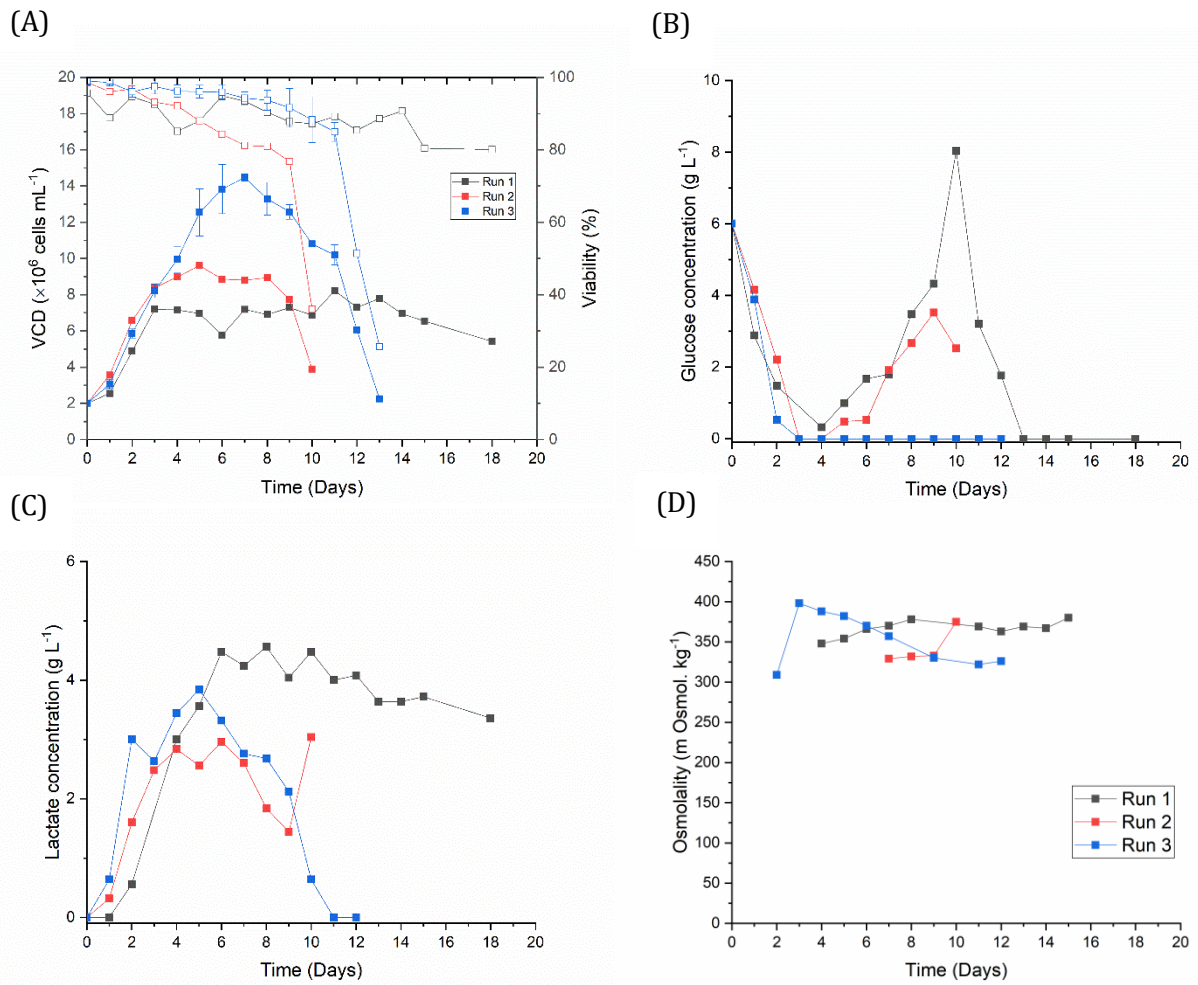 (A)
20
18
16
14
12
10
8
6
4
2
0
VCD (×10⁶ cells mL⁻¹)
100
80
60
40
20
0
Viability (%)
Run 1
Run 2
Run 3
0 2 4 6 8 10 12 14 16 18 20
Time (Days)
(B)
10
8
6
4
2
0
Glucose concentration (g L⁻¹)
0 2 4 6 8 10 12 14 16 18 20
Time (Days)
(C)
6
4
2
0
Lactate concentration (g L⁻¹)
0 2 4 6 8 10 12 14 16 18 20
Time (Days)
(D)
450
400
350
300
250
200
150
100
50
0
Osmolality (m Osmol. kg⁻¹)
Run 1
Run 2
Run 3
0 2 4 6 8 10 12 14 16 18 20
Time (Days)